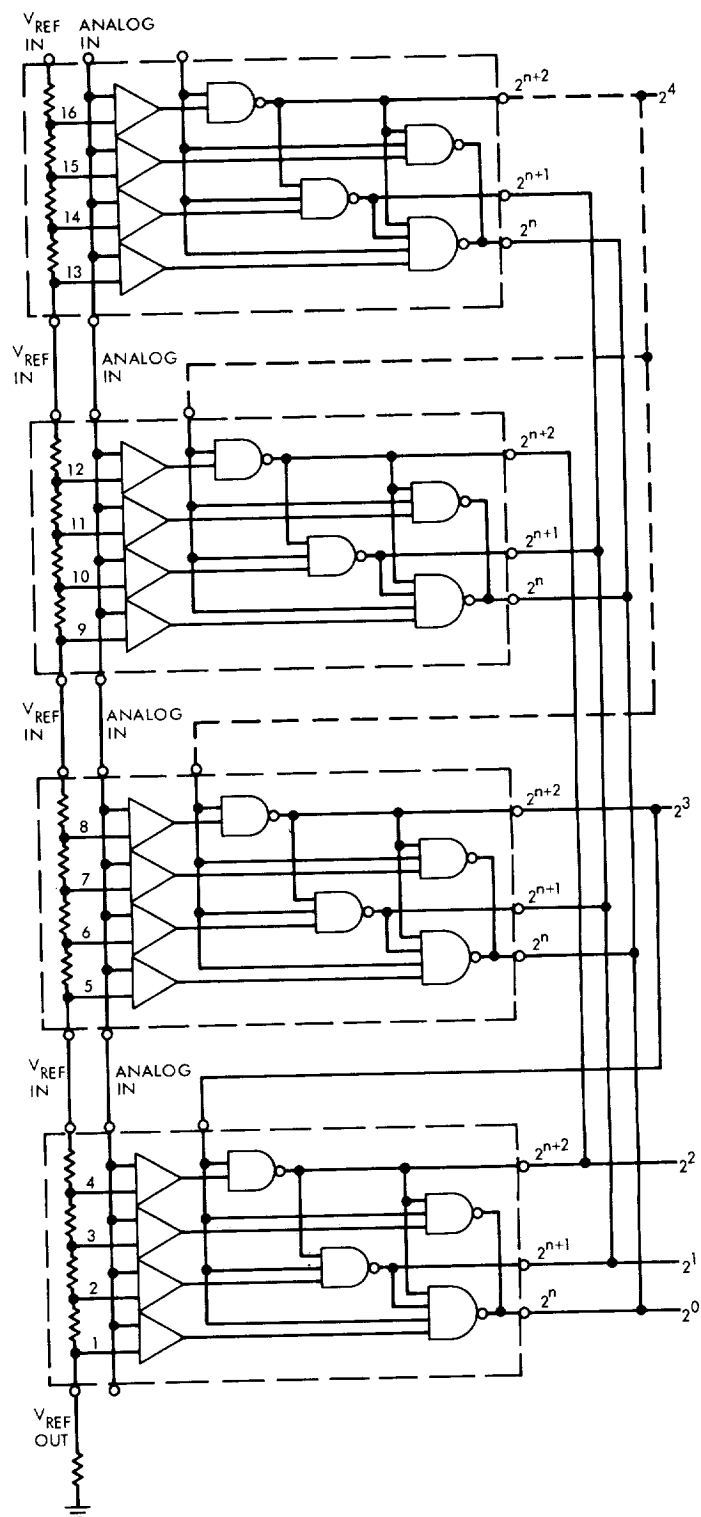 V_REF IN ANALOG IN
16
15
14
13
2^{n+2}
2^{n+1}
2^n
2^4
V_REF IN ANALOG IN
12
11
10
9
2^{n+2}
2^{n+1}
2^n
V_REF IN ANALOG IN
8
7
6
5
2^{n+2}
2^{n+1}
2^n
2^3
V_REF IN ANALOG IN
4
3
2
1
2^{n+2}
2^{n+1}
2^n
2^2
2^1
2^0
V_REF OUT